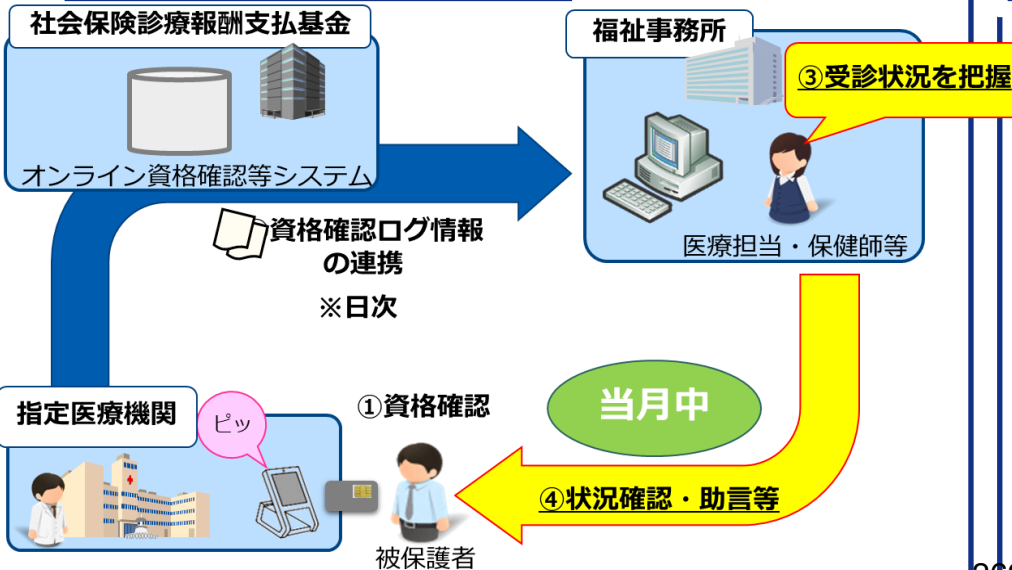 社会保険診療報酬支払基金
オンライン資格確認等システム
福祉事務所
③受診状況を把握
医療担当・保健師等
資格確認ログ情報
の連携
※日次
指定医療機関
ピッ
①資格確認
当月中
④状況確認・助言等
被保護者